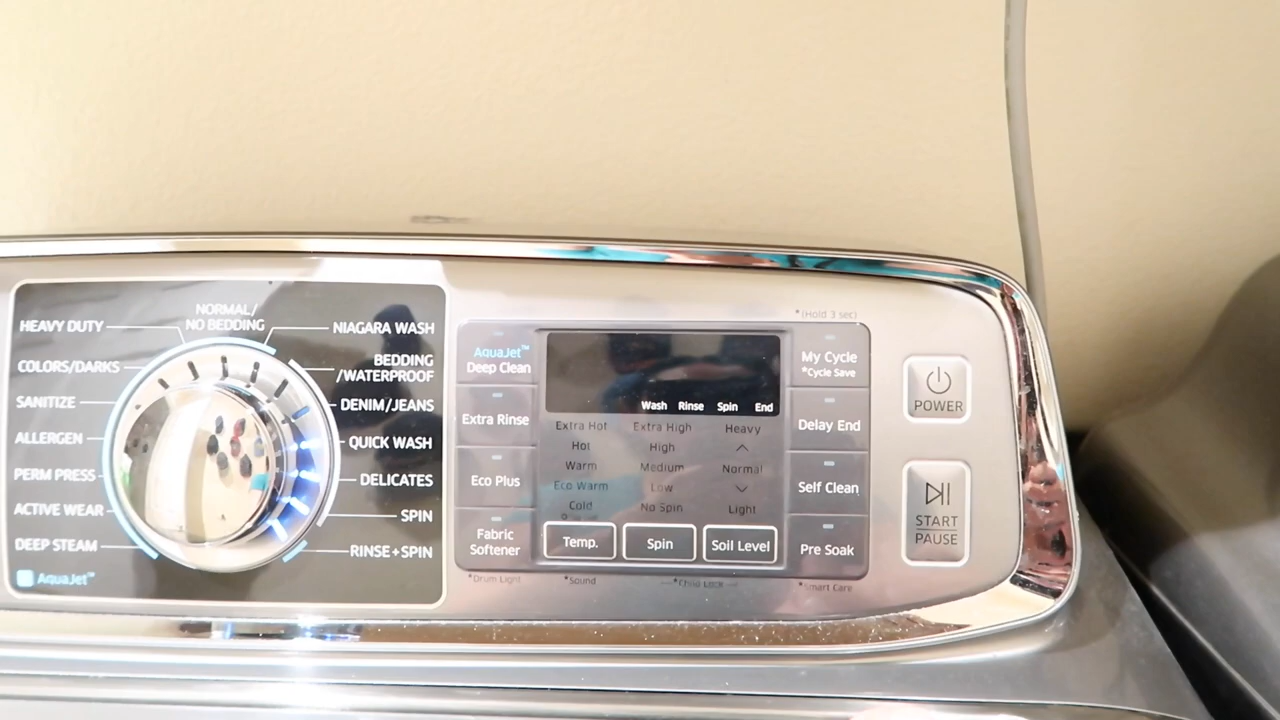 NORMAL/
NO BEDDING
HEAVY DUTY
COLORS/DARKS
SANITIZE
ALLERGEN
PERM PRESS
ACTIVE WEAR
DEEP STEAM
AquaJet™
NIAGARA WASH
BEDDING
/WATERPROOF
DENIM/JEANS
QUICK WASH
DELICATES
SPIN
RINSE+SPIN
AquaJet™
Deep Clean
Extra Rinse
Eco Plus
Fabric
Softener
*Drum Light
Wash Rinse Spin End
Extra Hot Extra High Heavy
Hot High
Warm Medium Normal
Eco Warm Low
Cold No Spin Light
Temp. Spin Soil Level
*Sound *Child Lock
*(Hold 3 sec)
My Cycle
*Cycle Save
Delay End
Self Clean
Pre Soak
*Smart Care
POWER
START
PAUSE